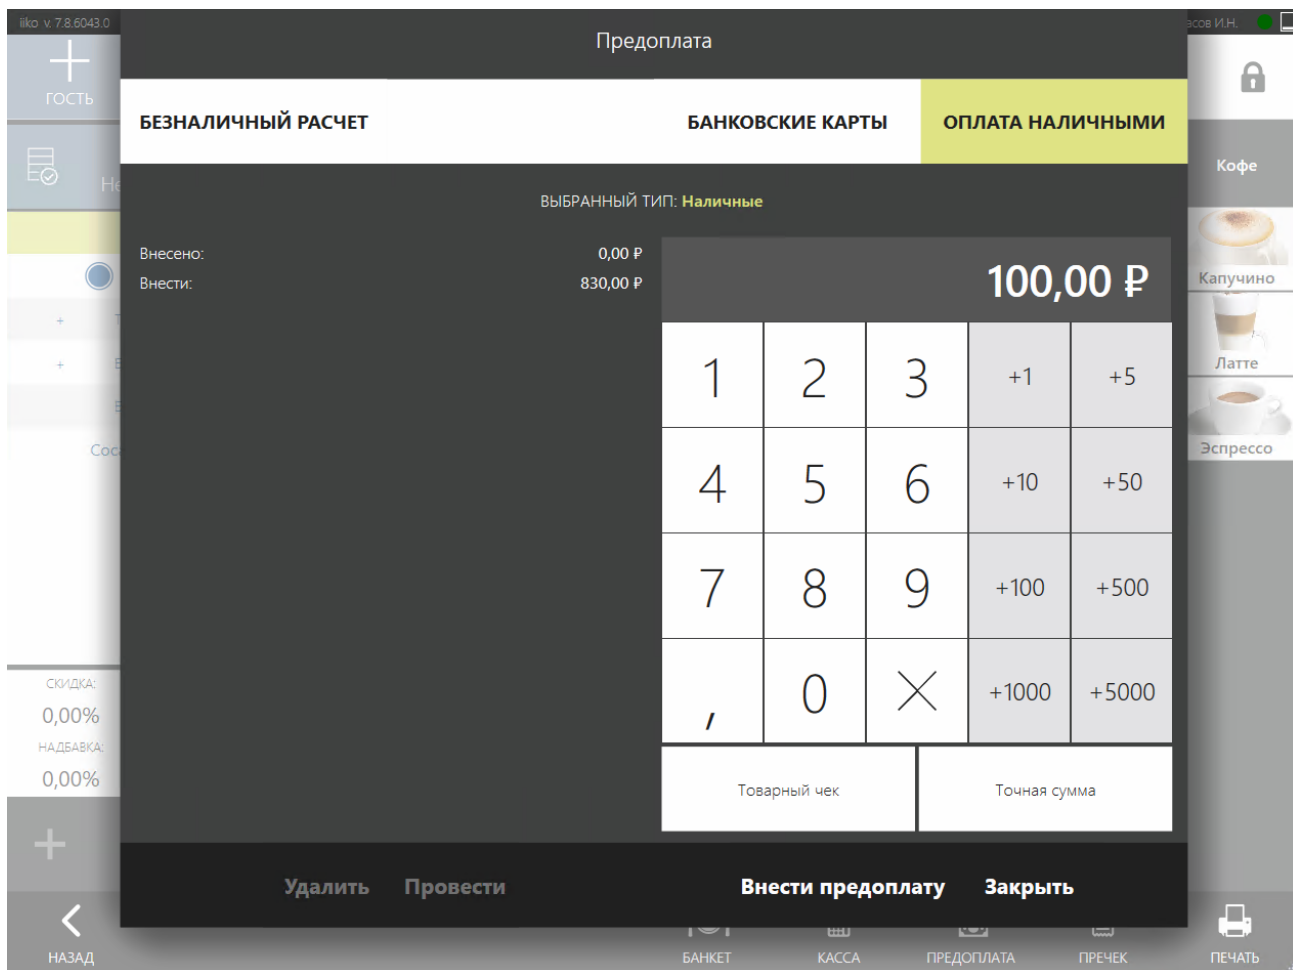 iiko v. 7.8.6043.0
Предоплата
ГОСТЬ
БЕЗНАЛИЧНЫЙ РАСЧЕТ
БАНКОВСКИЕ КАРТЫ
ОПЛАТА НАЛИЧНЫМИ
Кофе
ВЫБРАННЫЙ ТИП: Наличные
Внесено: 0,00 ₽
Внести: 830,00 ₽
100,00 ₽
Капучино
1 2 3 +1 +5
Латте
4 5 6 +10 +50
Эспрессо
7 8 9 +100 +500
, 0 × +1000 +5000
СКИДКА:
0,00%
НАДБАВКА:
0,00%
Товарный чек
Точная сумма
Удалить
Провести
Внести предоплату
Закрыть
НАЗАД
БАНКЕТ
КАССА
ПРЕДОПЛАТА
ПРЕЧЕК
ПЕЧАТЬ